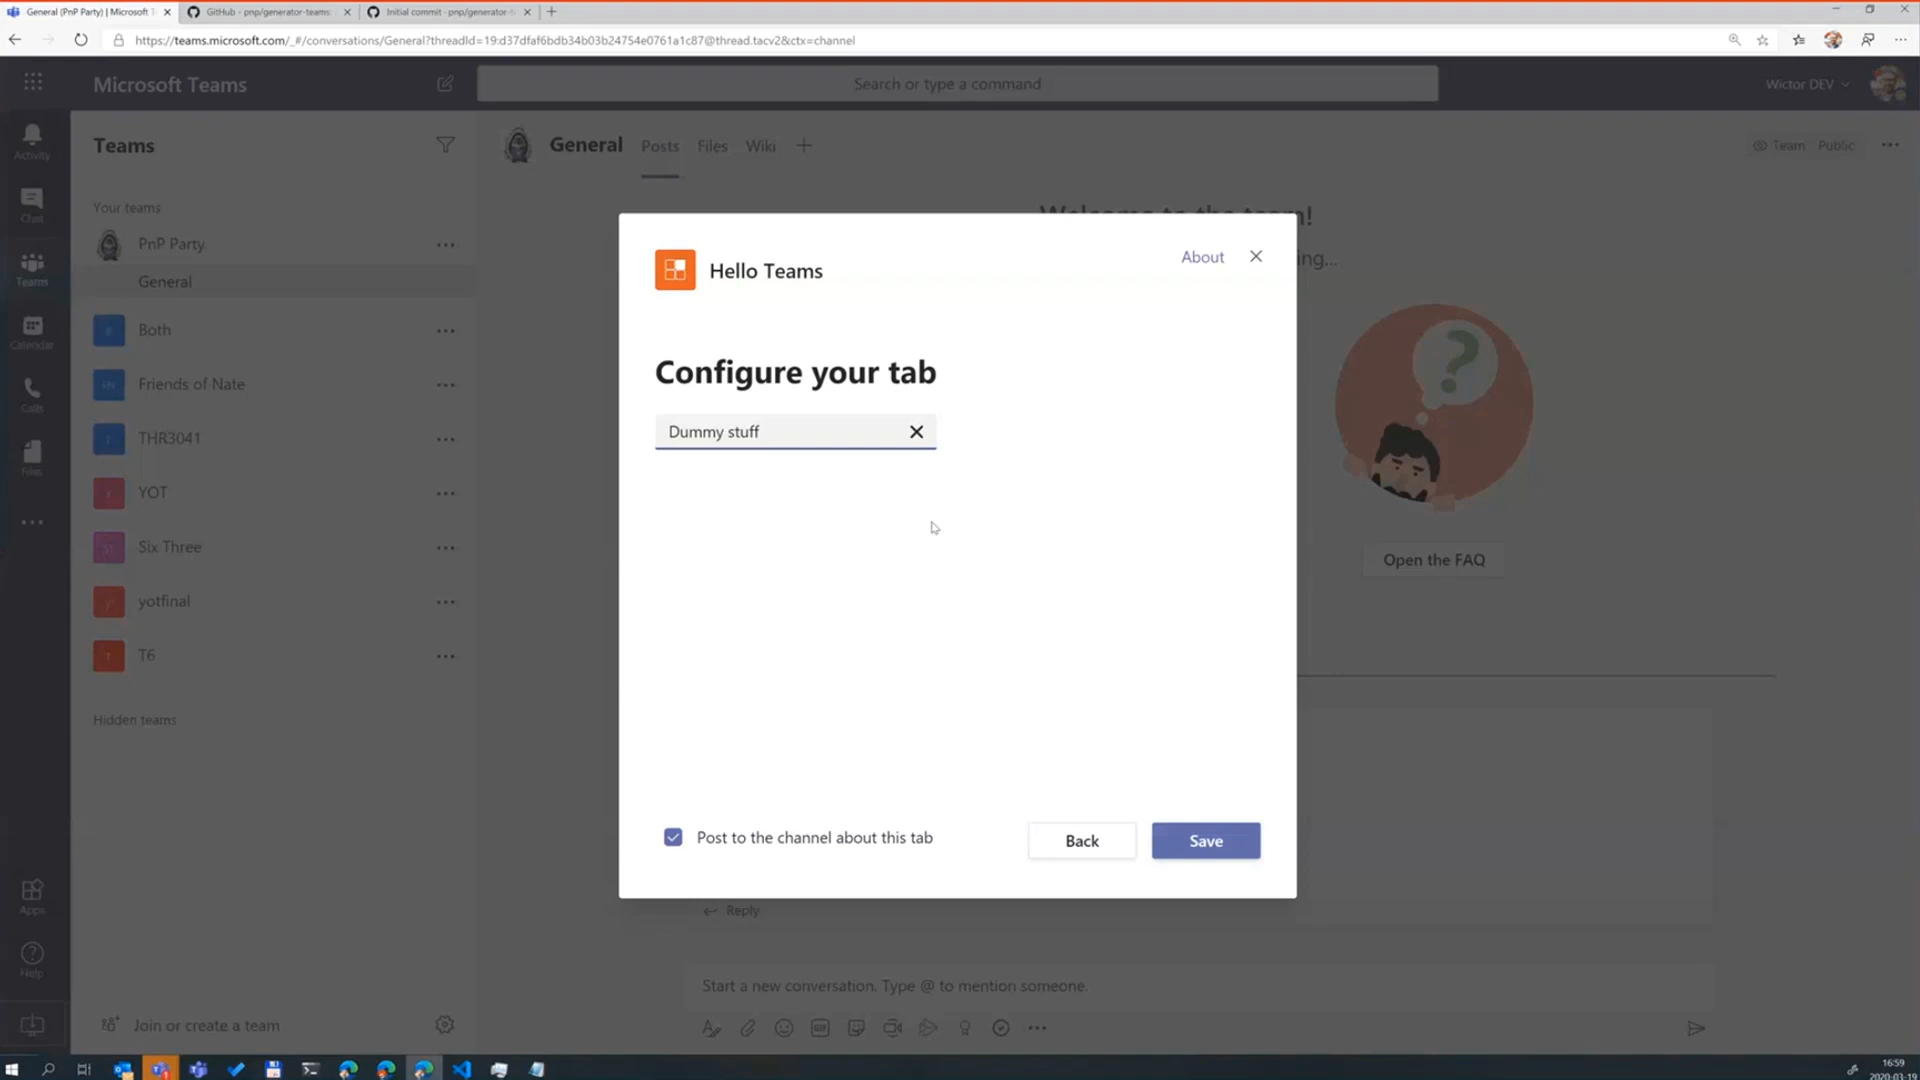 General (PnP Party) | Microsoft T
GitHub - pnp/generator-teams:
Initial commit · pnp/generator-t
https://teams.microsoft.com/_#/conversations/General?threadId=19:d37dfaf6bdb34b03b24754e0761a1c87@thread.tacv2&ctx=channel
Microsoft Teams
Search or type a command
Wictor DEV
Activity
Chat
Teams
Calendar
Calls
Files
Apps
Help
Teams
Your teams
PnP Party
General
Both
Friends of Nate
THR3041
YOT
Six Three
yotfinal
T6
Hidden teams
Join or create a team
General
Posts
Files
Wiki
Team
Public
Welcome to the team!
ing...
Open the FAQ
Hello Teams
About
Configure your tab
Dummy stuff
Post to the channel about this tab
Back
Save
Reply
Start a new conversation. Type @ to mention someone.
16:59
2020-03-19